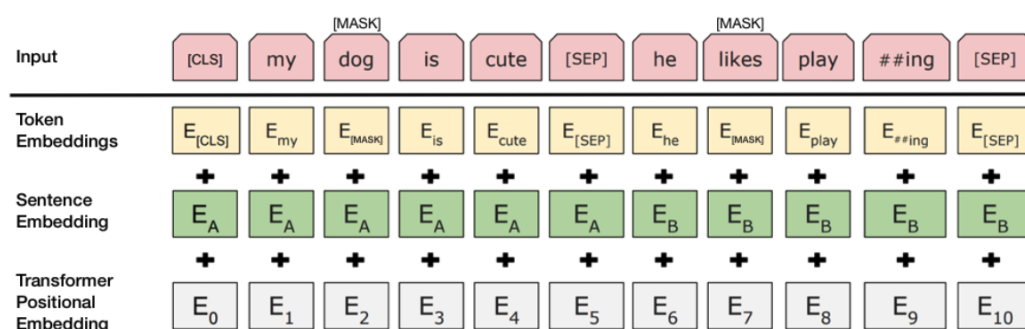 [MASK] [MASK]
Input [CLS] my dog is cute [SEP] he likes play ##ing [SEP]
Token
Embeddings
E[CLS] Emy E[MASK] Eis Ecute E[SEP] Ehe E[MASK] Eplay E##ing E[SEP]
+ + + + + + + + + + +
Sentence
Embedding
EA EA EA EA EA EA EB EB EB EB EB
+ + + + + + + + + + +
Transformer
Positional
Embedding
E0 E1 E2 E3 E4 E5 E6 E7 E8 E9 E10